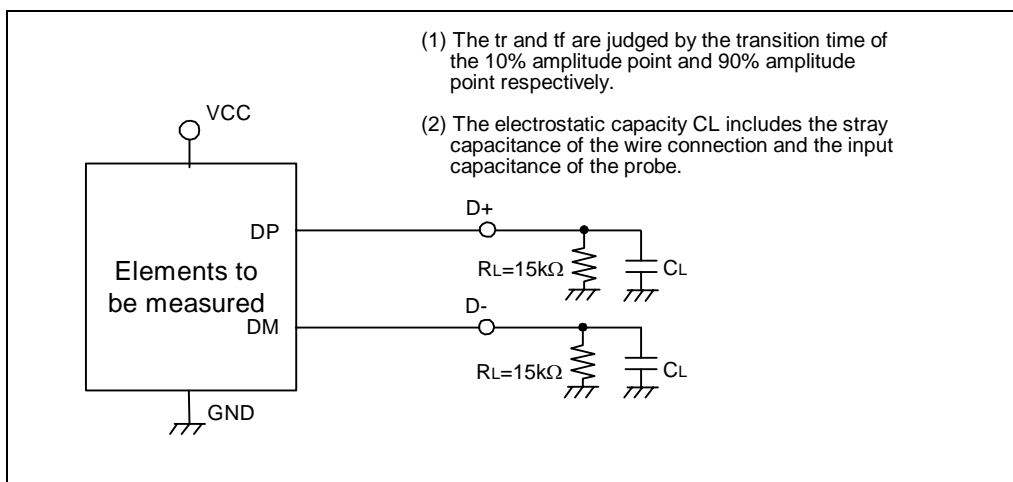 (1) The tr and tf are judged by the transition time of
the 10% amplitude point and 90% amplitude
point respectively.
(2) The electrostatic capacity CL includes the stray
capacitance of the wire connection and the input
capacitance of the probe.
VCC
D+
DP
RL=15kΩ
CL
Elements to
be measured
D-
DM
RL=15kΩ
CL
GND